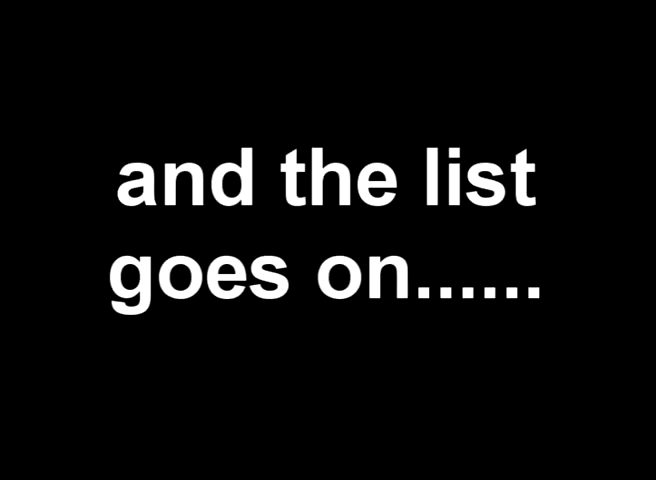 and the list
goes on......